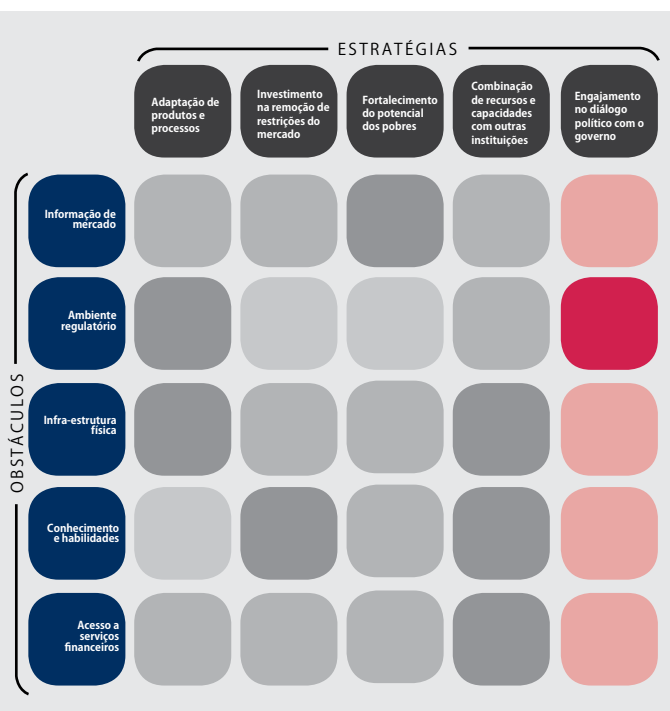 ESTRATÉGIAS
Adaptação de
produtos e
processos
Investimento
na remoção de
restrições do
mercado
Fortalecimento
do potencial
dos pobres
Combinação
de recursos e
capacidades
com outras
instituições
Engajamento
no diálogo
político com o
governo
OBSTÁCULOS
Informação de
mercado
Ambiente
regulatório
Infra-estrutura
física
Conhecimento
e habilidades
Acesso a
serviços
financeiros